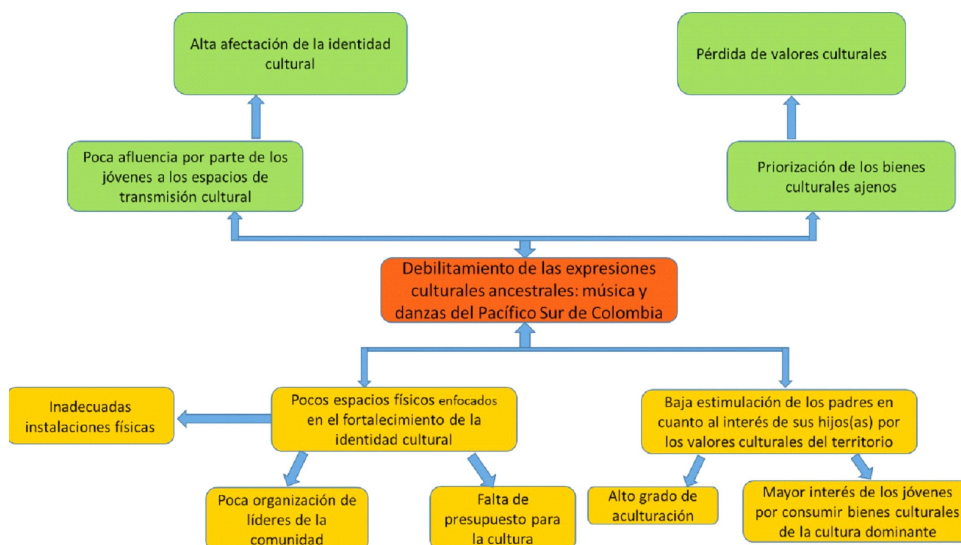 Alta afectación de la identidad
cultural
Pérdida de valores culturales
Poca afluencia por parte de los
jóvenes a los espacios de
transmisión cultural
Priorización de los bienes
culturales ajenos
Debilitamiento de las expresiones
culturales ancestrales: música y
danzas del Pacífico Sur de Colombia
Inadecuadas
instalaciones físicas
Pocos espacios físicos enfocados
en el fortalecimiento de la
identidad cultural
Baja estimulación de los padres en
cuanto al interés de sus hijos(as) por
los valores culturales del territorio
Poca organización de
líderes de la
comunidad
Falta de
presupuesto para
la cultura
Alto grado de
aculturación
Mayor interés de los jóvenes
por consumir bienes culturales
de la cultura dominante